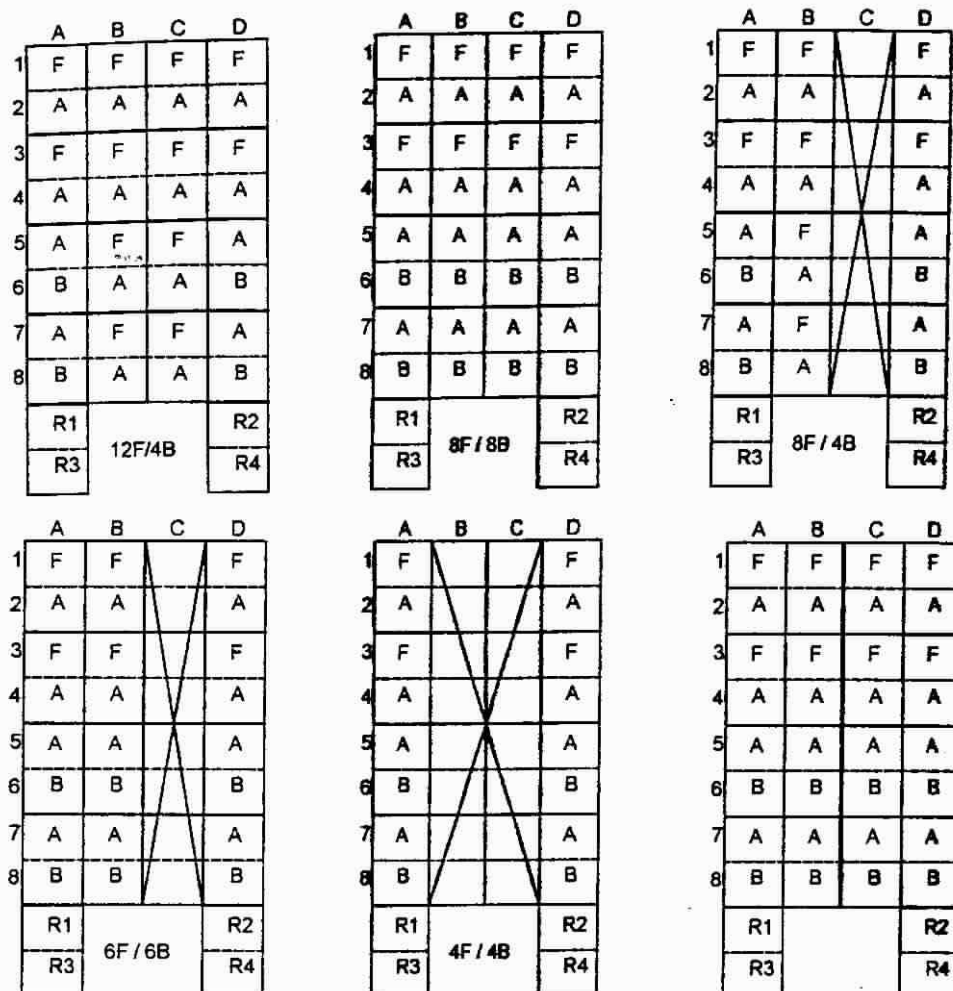 A B C D
1 F F F F
2 A A A A
3 F F F F
4 A A A A
5 A F F A
6 B A A B
7 A F F A
8 B A A B
R1 R2
12F/4B
R3 R4
A B C D
1 F F F F
2 A A A A
3 F F F F
4 A A A A
5 A A A A
6 B B B B
7 A A A A
8 B B B B
R1 R2
8F / 8B
R3 R4
A B C D
1 F F F
2 A A A
3 F F F
4 A A A
5 A F A
6 B A B
7 A F A
8 B A B
R1 R2
8F / 4B
R3 R4
A B C D
1 F F F
2 A A A
3 F F F
4 A A A
5 A A A
6 B B B
7 A A A
8 B B B
R1 R2
6F / 6B
R3 R4
A B C D
1 F F
2 A A
3 F F
4 A A
5 A A
6 B B
7 A A
8 B B
R1 R2
4F / 4B
R3 R4
A B C D
1 F F F F
2 A A A A
3 F F F F
4 A A A A
5 A A A A
6 B B B B
7 A A A A
8 B B B B
R1 R2
R3 R4